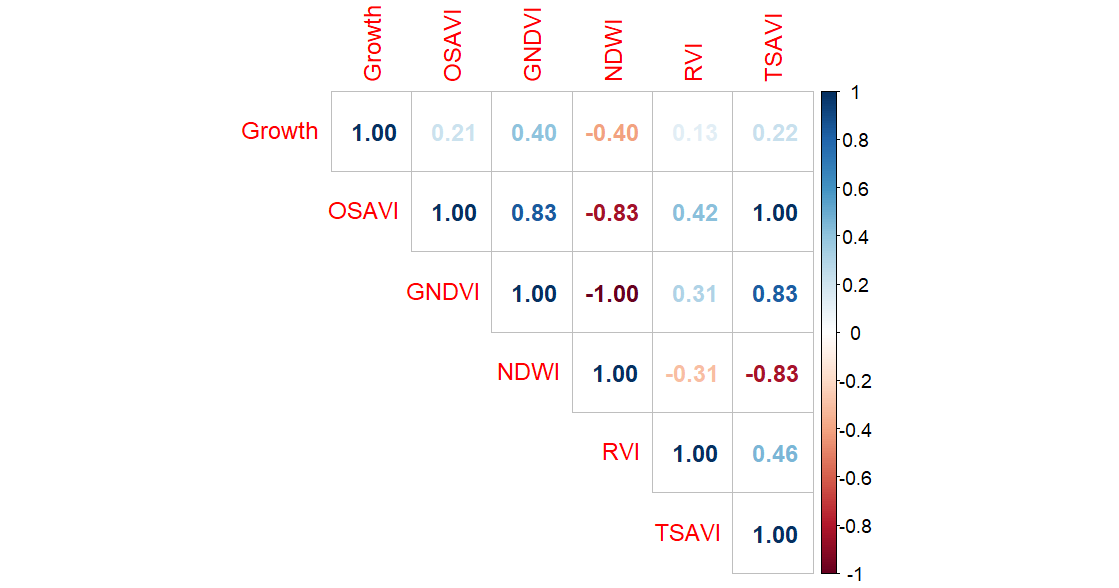 Growth OSAVI GNDVI NDWI RVI TSAVI
Growth 1.00 0.21 0.40 -0.40 0.13 0.22
OSAVI 1.00 0.83 -0.83 0.42 1.00
GNDVI 1.00 -1.00 0.31 0.83
NDWI 1.00 -0.31 -0.83
RVI 1.00 0.46
TSAVI 1.00
1
0.8
0.6
0.4
0.2
0
-0.2
-0.4
-0.6
-0.8
-1